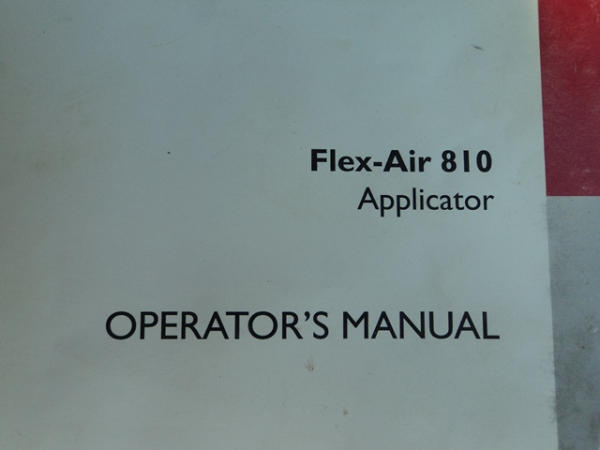 Flex-Air 810
Applicator
OPERATOR'S MANUAL